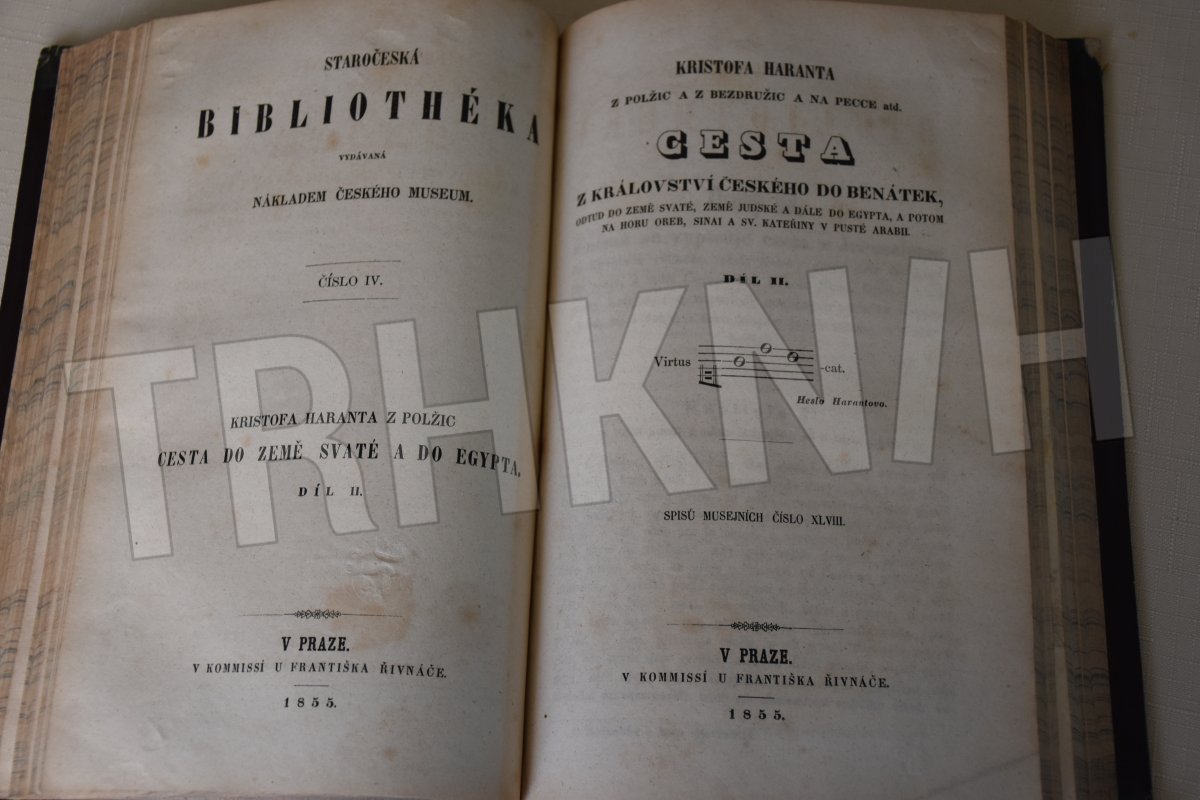 STAROČESKÁ
BIBLIOTHÉKA
VYDÁVANÁ
NÁKLADEM ČESKÉHO MUSEUM.
ČÍSLO IV.
KRISTOFA HARANTA Z POLŽIC
CESTA DO ZEMĚ SVATÉ A DO EGYPTA.
DÍL II.
V PRAZE.
V KOMMISSÍ U FRANTIŠKA ŘIVNÁČE.
1855.
KRISTOFA HARANTA
Z POLŽIC A Z BEZDRUŽIC A NA PECCE atd.
CESTA
Z KRÁLOVSTVÍ ČESKÉHO DO BENÁTEK,
ODTUD DO ZEMĚ SVATÉ, ZEMĚ JUDSKÉ A DÁLE DO EGYPTA, A POTOM
NA HORU OREB, SINAI A SV. KATEŘINY V PUSTÉ ARABII.
DÍL II.
Virtus -cat.
Heslo Harantovo.
SPISŮ MUSEJNÍCH ČÍSLO XLVIII.
V PRAZE.
V KOMMISSÍ U FRANTIŠKA ŘIVNÁČE.
1855.
TRHKNIH